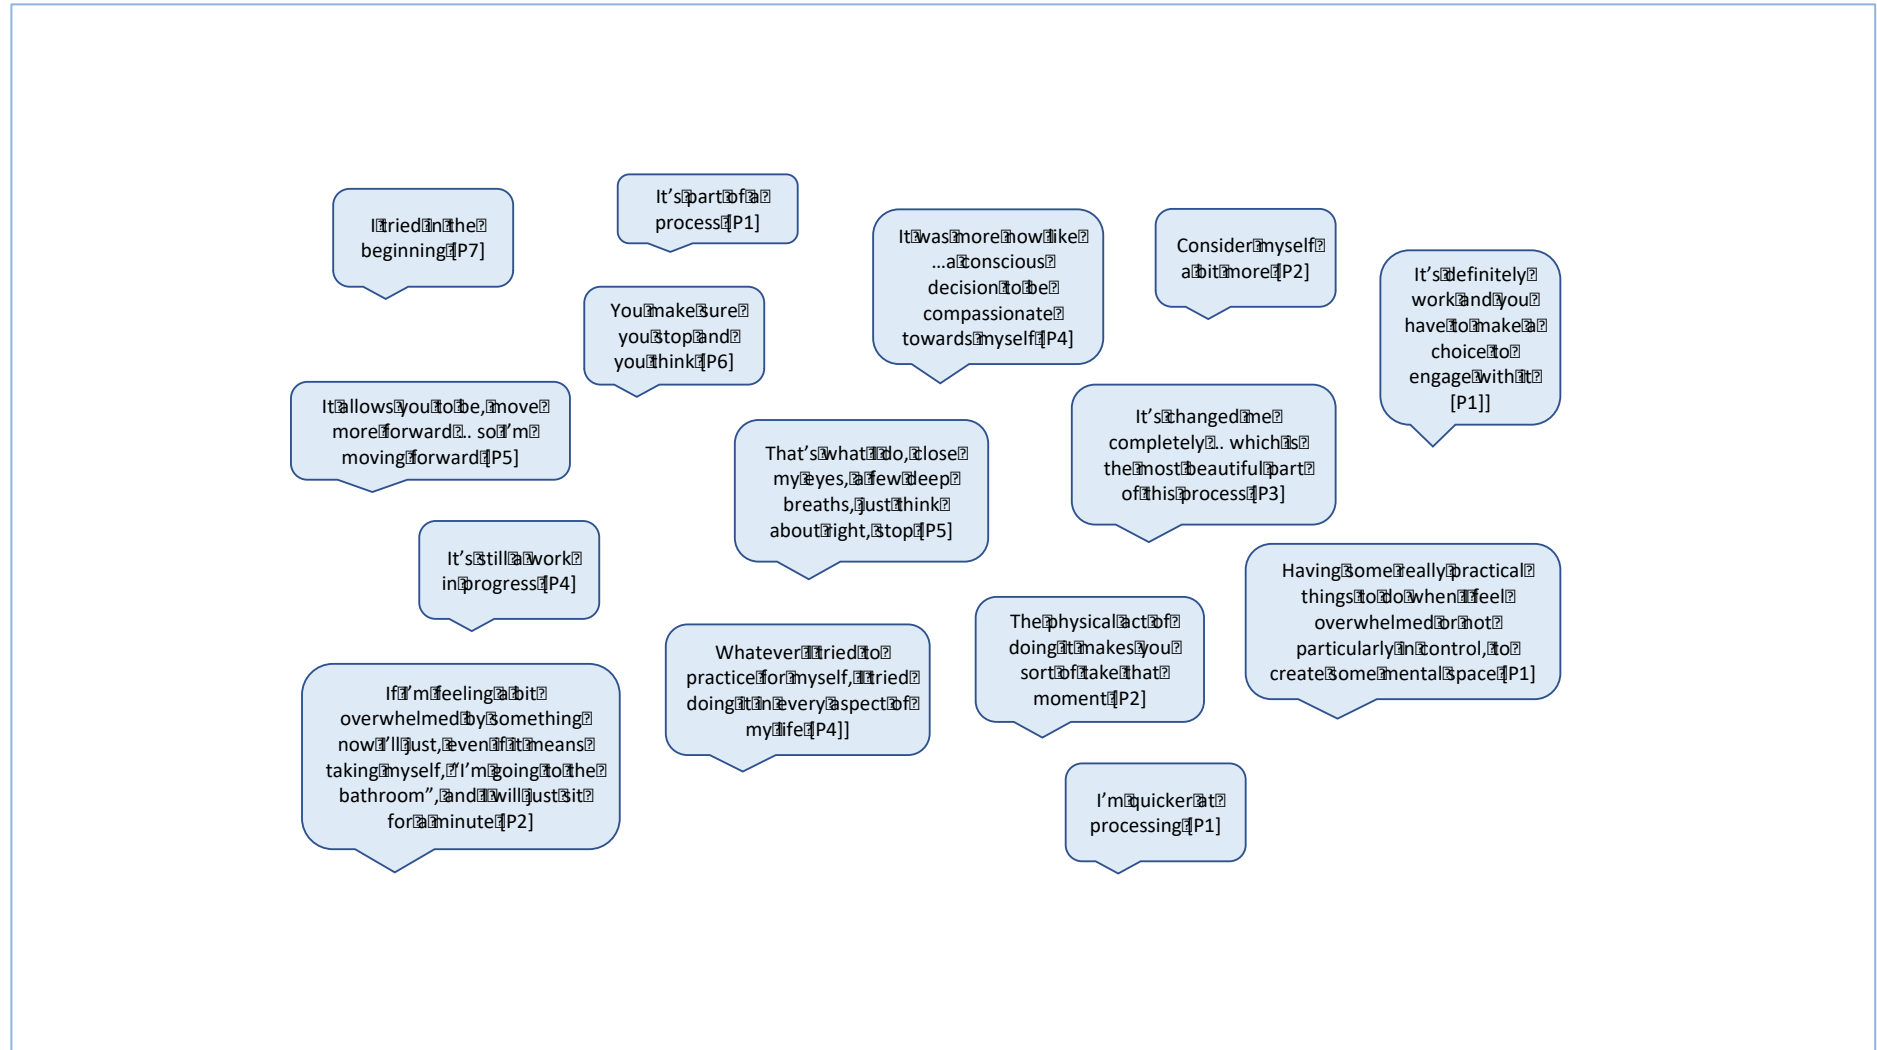 I tried in the
beginning [P7]
It's part of a
process [P1]
It was more now like
…a conscious
decision to be
compassionate
towards myself [P4]
Consider myself
a bit more [P2]
It's definitely
work and you
have to make a
choice to
engage with it
[P1]]
You make sure
you stop and
you think [P6]
It allows you to be, move
more forward … so I'm
moving forward [P5]
That's what I do, close
my eyes, a few deep
breaths, just think
about right, stop [P5]
It's changed me
completely … which is
the most beautiful part
of this process [P3]
It's still a work
in progress [P4]
Having some really practical
things to do when I feel
overwhelmed or not
particularly in control, to
create some mental space [P1]
The physical act of
doing it makes you
sort of take that
moment [P2]
Whatever I tried to
practice for myself, I tried
doing it in every aspect of
my life [P4]]
If I'm feeling a bit
overwhelmed by something
now I'll just, even if it means
taking myself, "I'm going to the
bathroom", and I will just sit
for a minute [P2]
I'm quicker at
processing [P1]